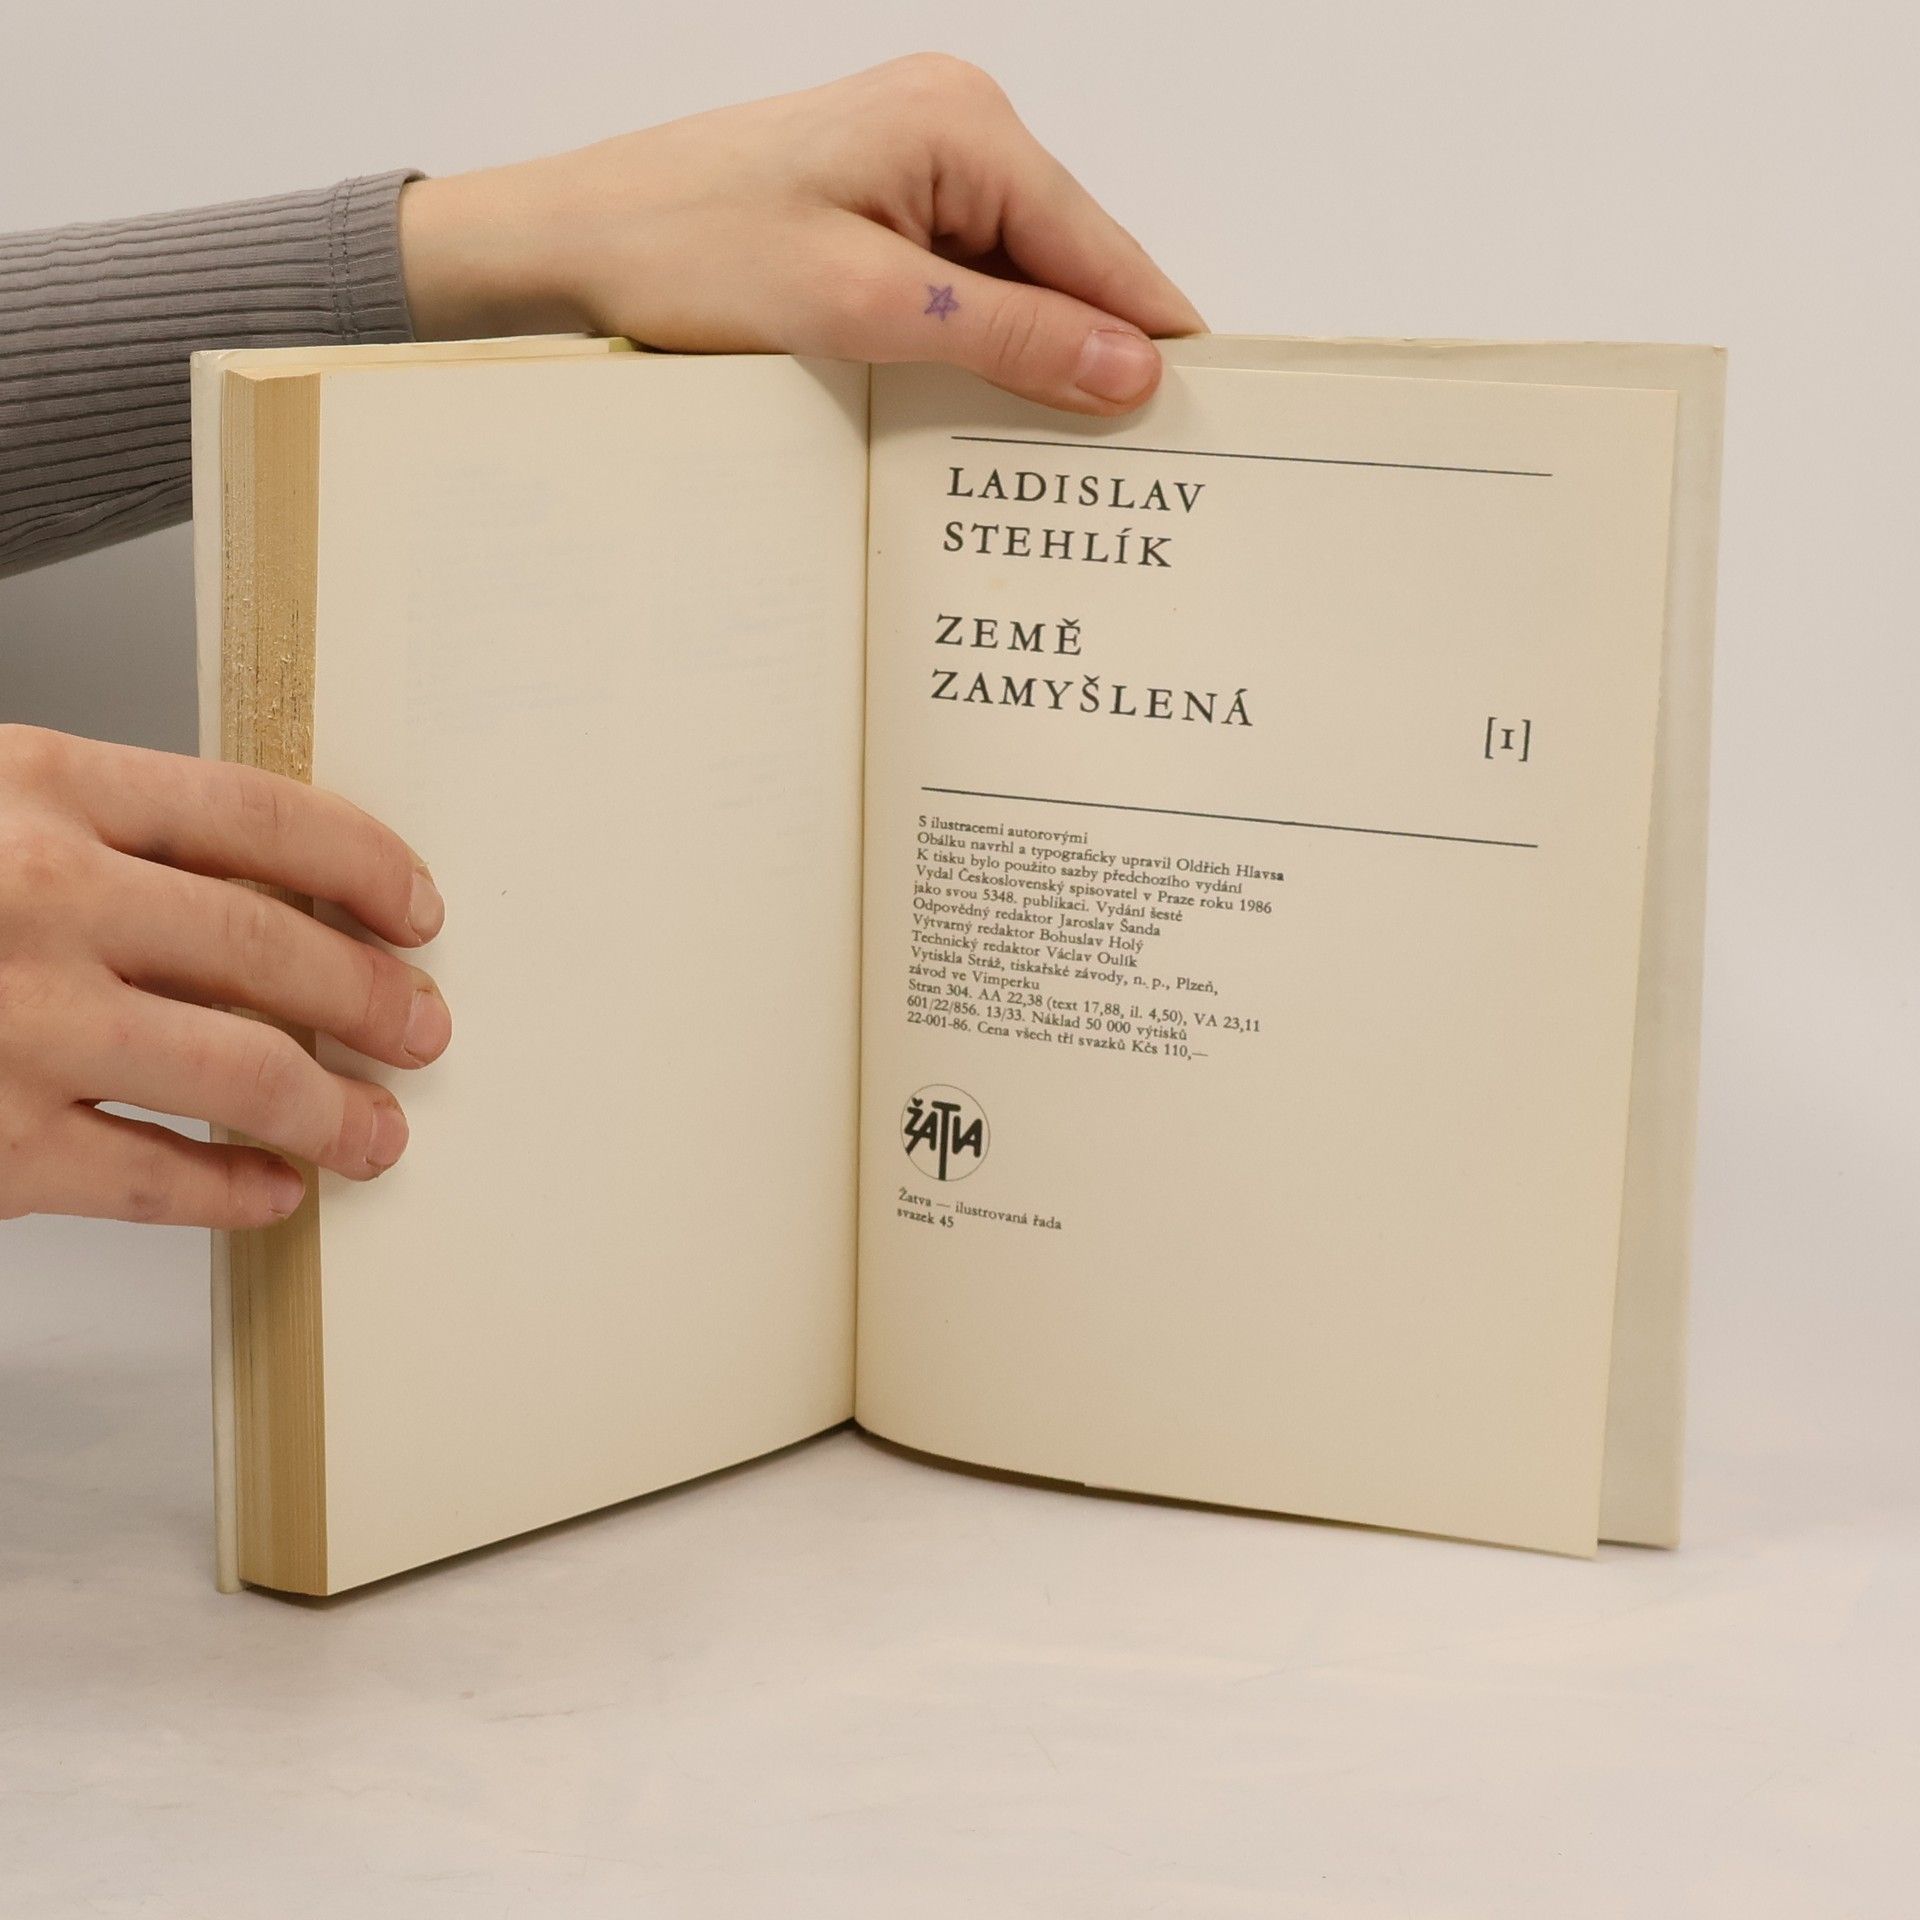 LADISLAV
STEHLÍK
ZEMĚ
ZAMYŠLENÁ
[1]
S ilustracemi autorovými
Obálku navrhl a typograficky upravil Oldřich Hlavsa
K tisku bylo použito sazby předchozího vydání
Vydal Československý spisovatel v Praze roku 1986
jako svou 5348. publikaci. Vydání šesté
Odpovědný redaktor Jaroslav Šanda
Výtvarný redaktor Bohuslav Holý
Technický redaktor Václav Oulík
Vytiskla Stráž, tiskařské závody, n. p., Plzeň,
závod ve Vimperku
Stran 304. AA 22,38 (text 17,88, il. 4,50), VA 23,11
601/22/856. 13/33. Náklad 50 000 výtisků
22-001-86. Cena všech tří svazků Kčs 110,—
ŽATVA
Žatva — ilustrovaná řada
svazek 45